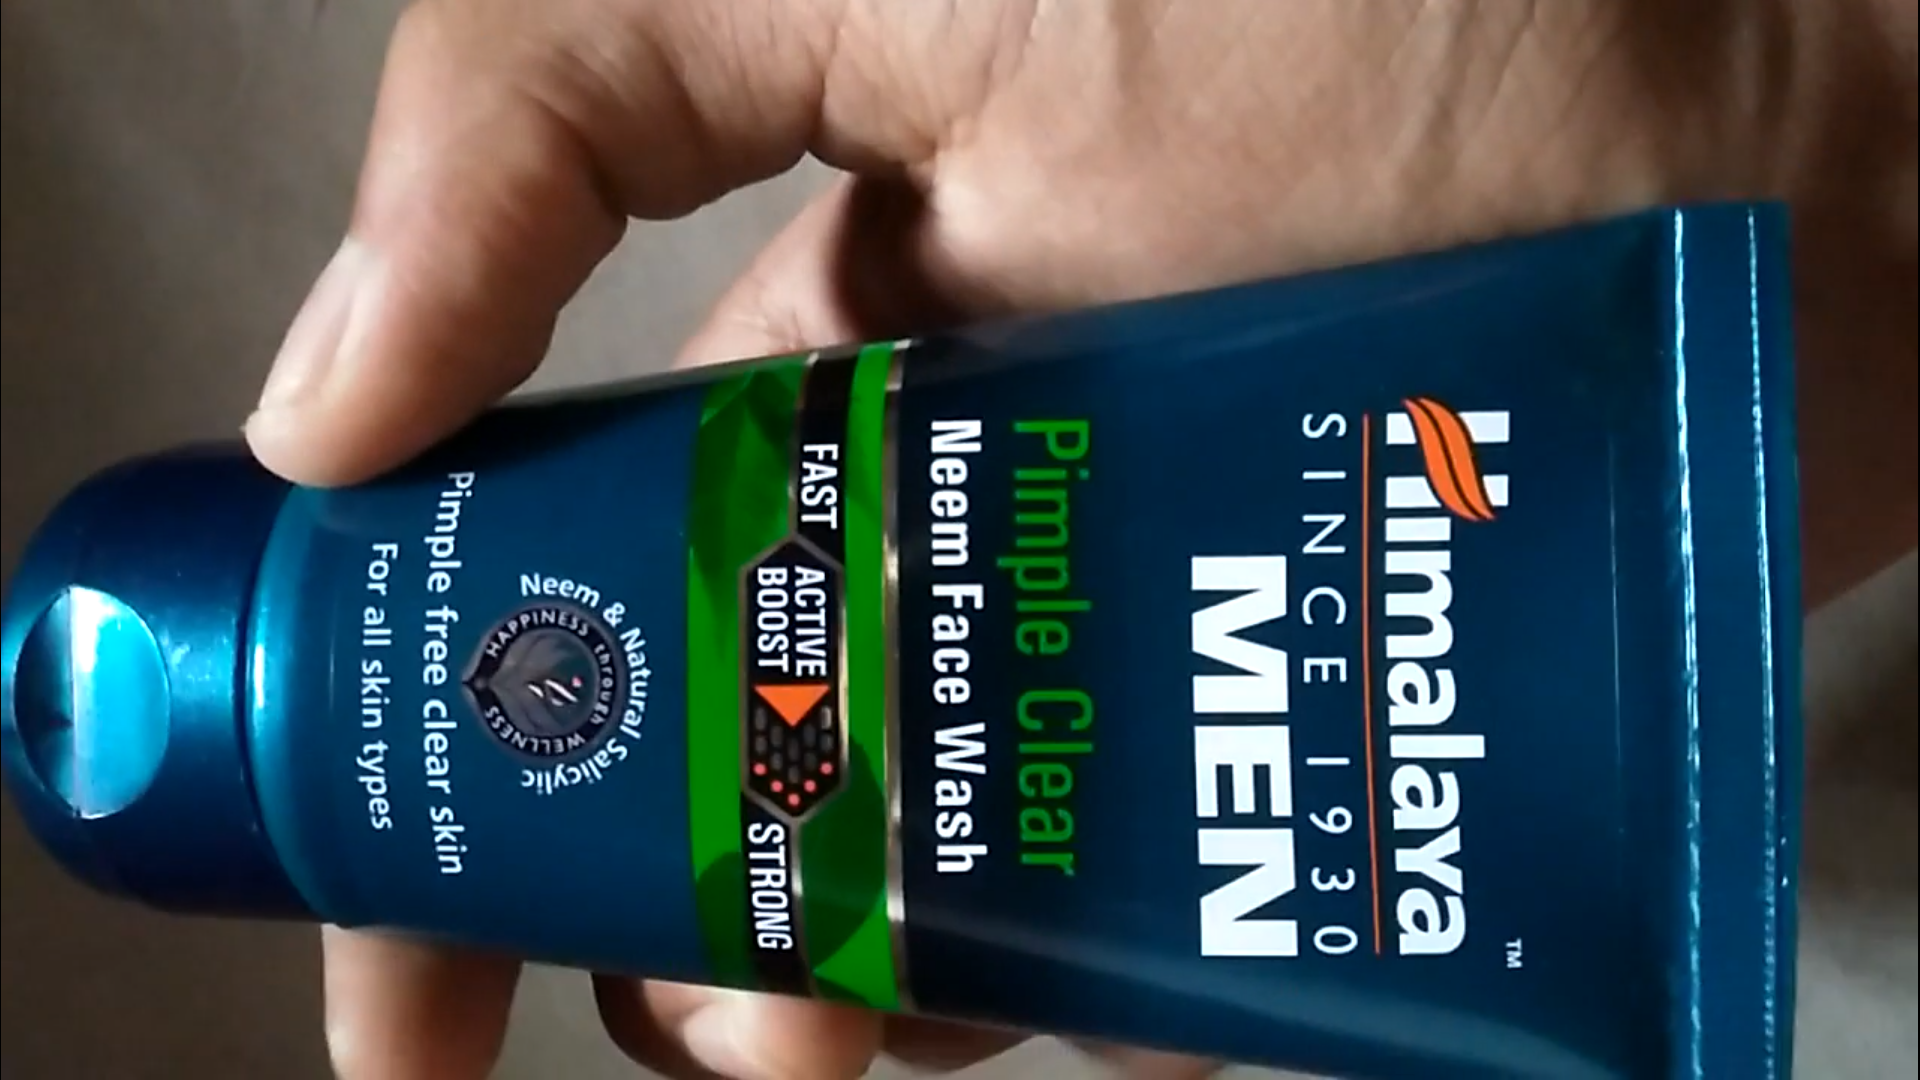 Himalaya
™
SINCE 1930
MEN
Pimple Clear
Neem Face Wash
FAST
ACTIVE
BOOST
STRONG
Neem & Natural Salicylic
HAPPINESS through WELLNESS
Pimple free clear skin
For all skin types